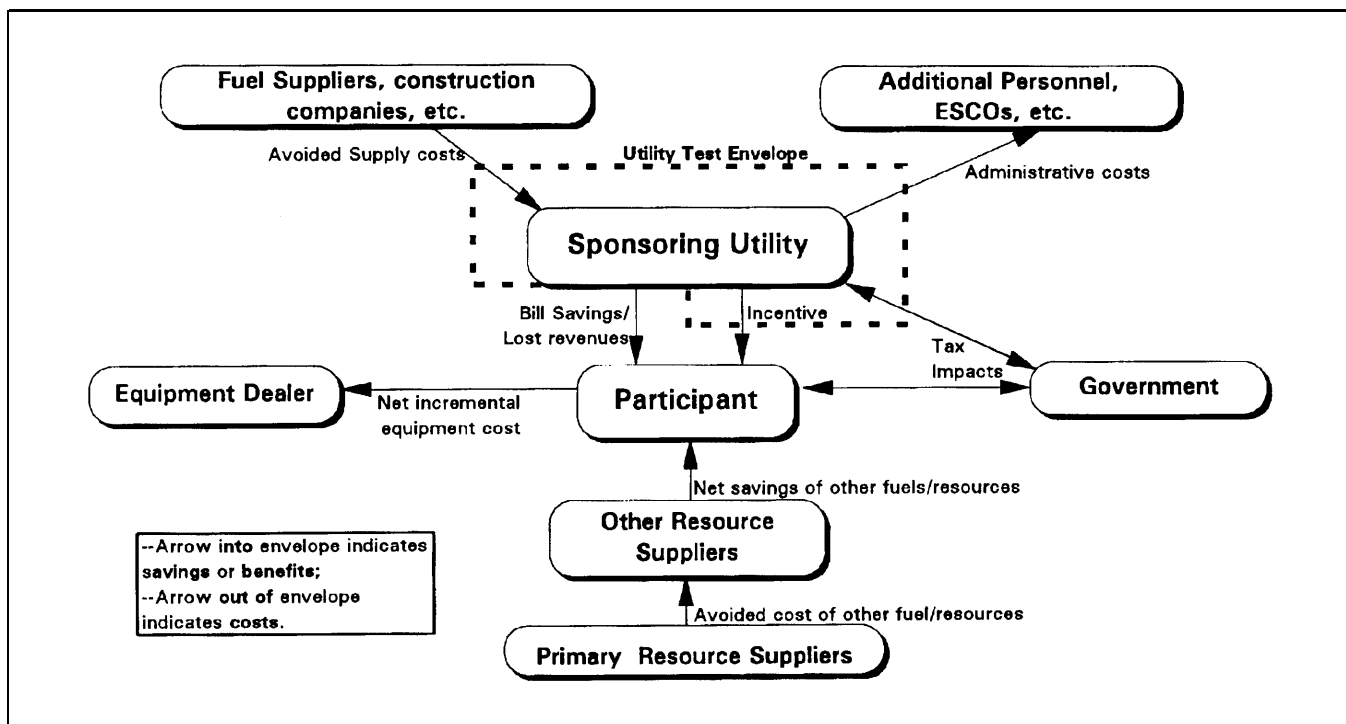 Fuel Suppliers, construction
companies, etc.
Additional Personnel,
ESCOs, etc.
Avoided Supply costs
Utility Test Envelope
Administrative costs
Sponsoring Utility
Bill Savings/
Lost revenues
Incentive
Tax
Impacts
Equipment Dealer
Net incremental
equipment cost
Participant
Government
Net savings of other fuels/resources
Other Resource
Suppliers
--Arrow into envelope indicates
savings or benefits;
--Arrow out of envelope
indicates costs.
Avoided cost of other fuel/resources
Primary Resource Suppliers